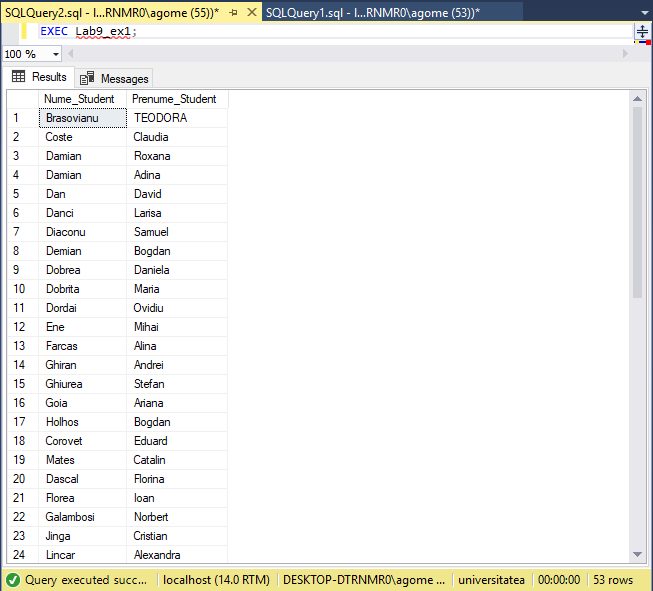 SQLQuery2.sql - l...RNMR0\agome (55))* SQLQuery1.sql - l...RNMR0\agome (53))*
EXEC Lab9_ex1;
100 %
Results Messages
Nume_Student Prenume_Student
1 Brasovianu TEODORA
2 Coste Claudia
3 Damian Roxana
4 Damian Adina
5 Dan David
6 Danci Larisa
7 Diaconu Samuel
8 Demian Bogdan
9 Dobrea Daniela
10 Dobrita Maria
11 Dordai Ovidiu
12 Ene Mihai
13 Farcas Alina
14 Ghiran Andrei
15 Ghiurea Stefan
16 Goia Ariana
17 Holhos Bogdan
18 Corovet Eduard
19 Mates Catalin
20 Dascal Florina
21 Florea Ioan
22 Galambosi Norbert
23 Jinga Cristian
24 Lincar Alexandra
Query executed succ... localhost (14.0 RTM) DESKTOP-DTRNMR0\agome ... universitatea 00:00:00 53 rows